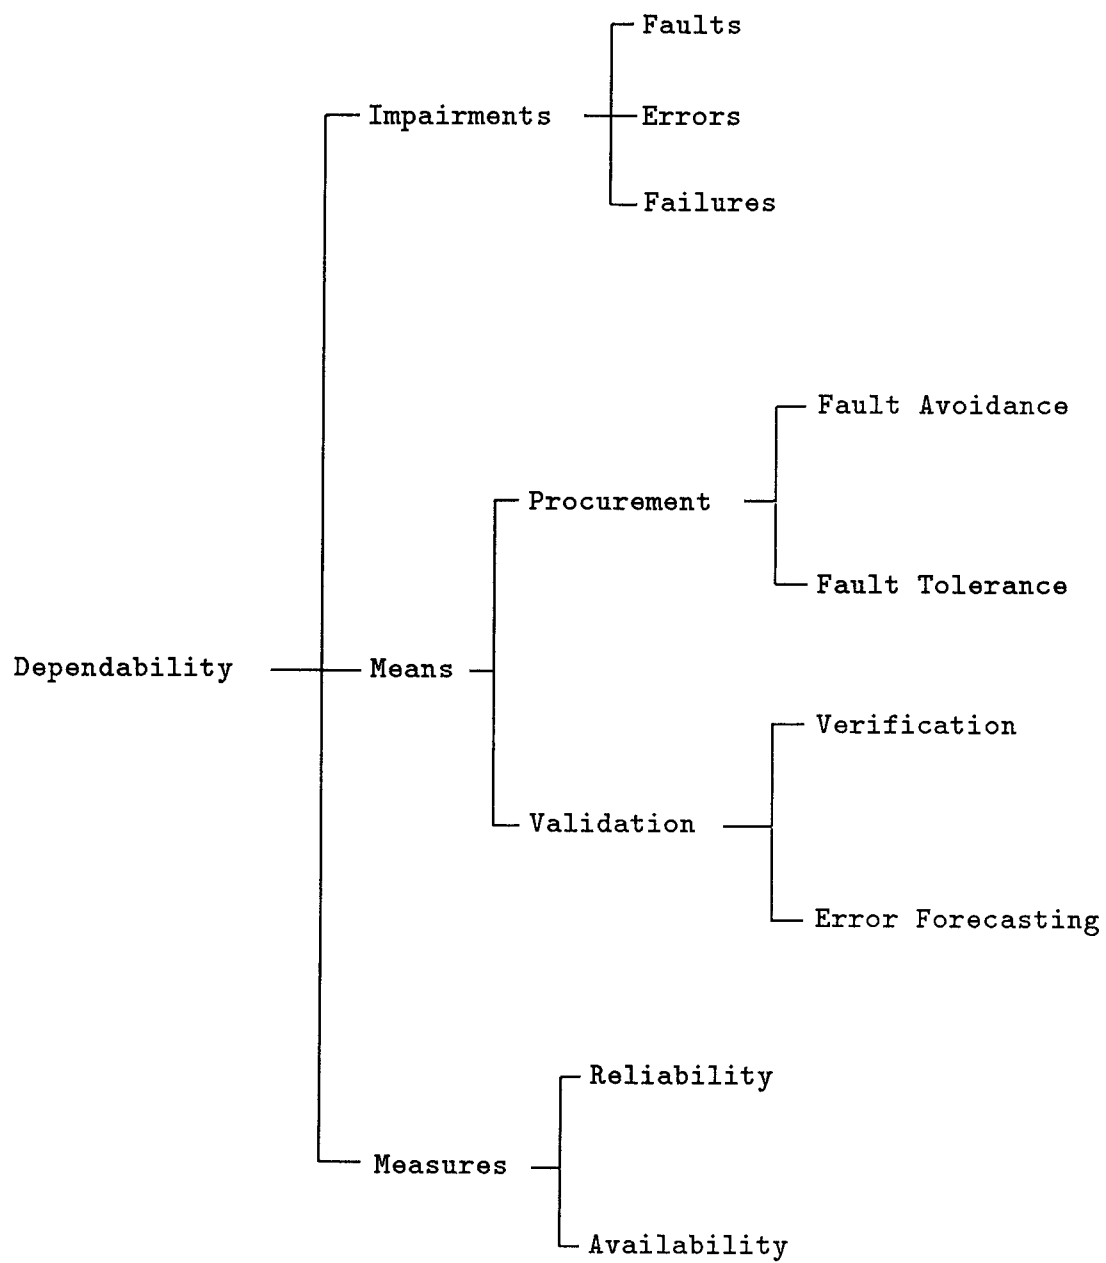 Faults
Impairments
Errors
Failures
Fault Avoidance
Procurement
Fault Tolerance
Dependability
Means
Verification
Validation
Error Forecasting
Reliability
Measures
Availability